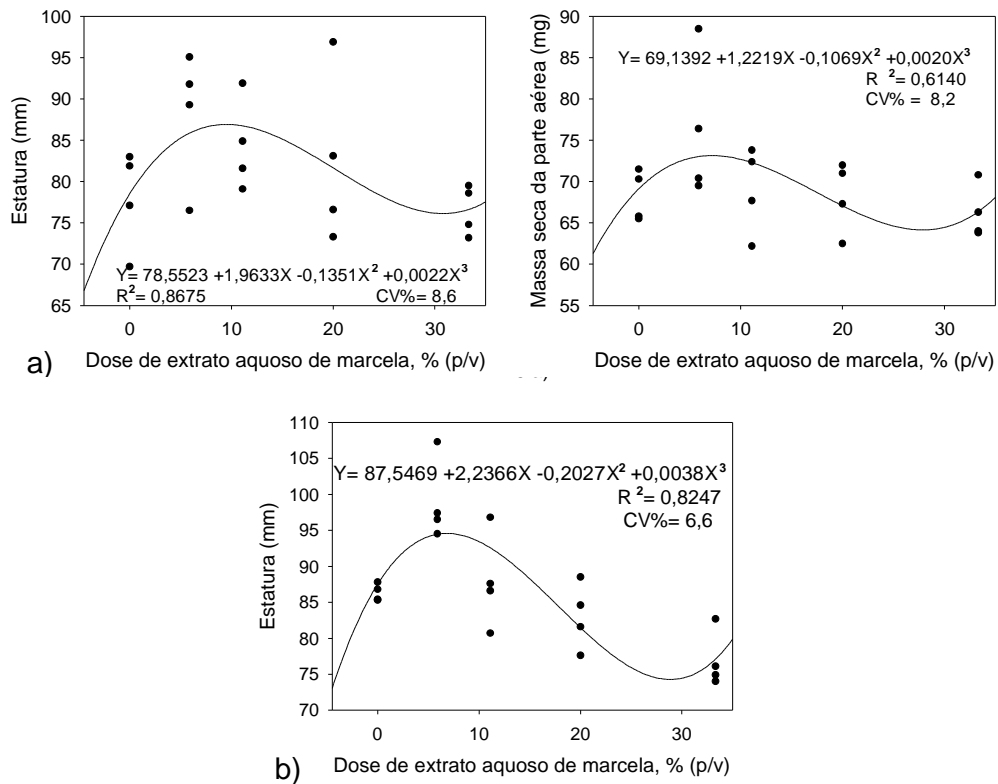 100
95
90
85
80
75
70
65
Estatura (mm)
Y= 78,5523 +1,9633X -0,1351X² +0,0022X³
R²= 0,8675 CV%= 8,6
0 10 20 30
Dose de extrato aquoso de marcela, % (p/v)
a)
90
85
80
75
70
65
60
55
Massa seca da parte aérea (mg)
Y= 69,1392 +1,2219X -0,1069X² +0,0020X³
R ²= 0,6140
CV% = 8,2
0 10 20 30
Dose de extrato aquoso de marcela, % (p/v)
110
105
100
95
90
85
80
75
70
Estatura (mm)
Y= 87,5469 +2,2366X -0,2027X² +0,0038X³
R ²= 0,8247
CV%= 6,6
0 10 20 30
b) Dose de extrato aquoso de marcela, % (p/v)